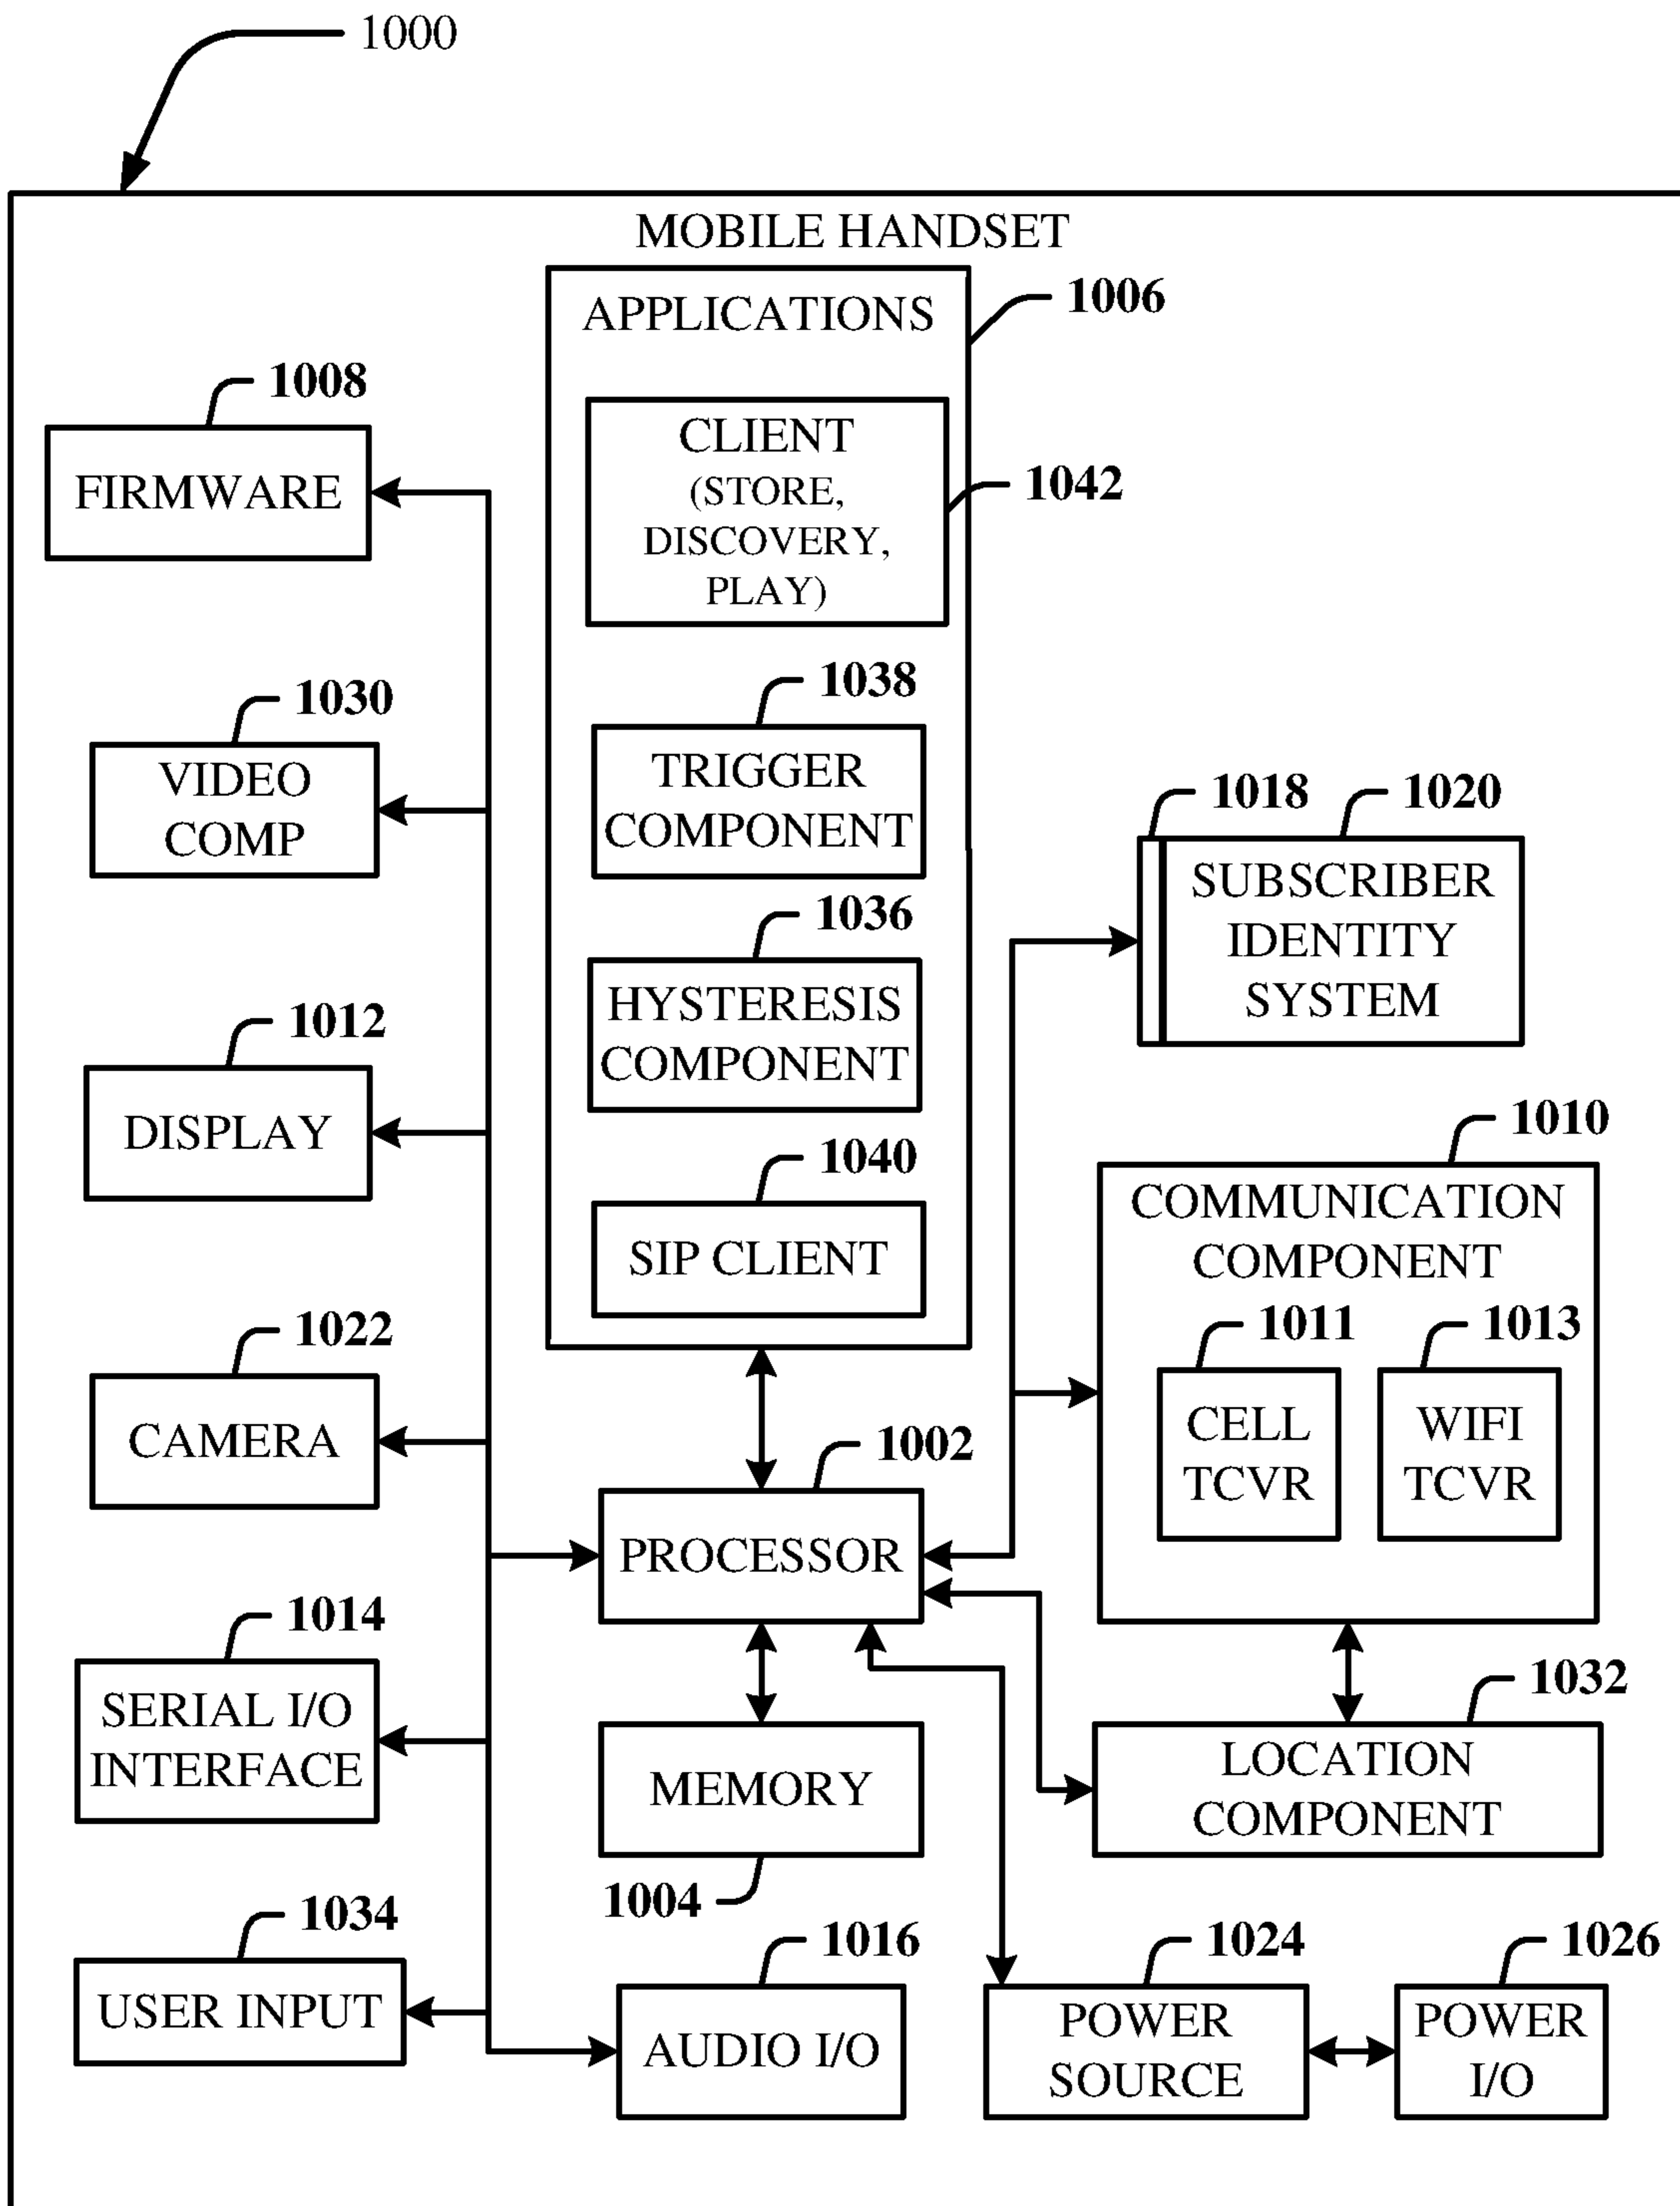 1000
MOBILE HANDSET
APPLICATIONS
1006
CLIENT
(STORE,
DISCOVERY,
PLAY)
1042
1008
FIRMWARE
1038
TRIGGER
COMPONENT
1030
VIDEO
COMP
1018
1020
SUBSCRIBER
IDENTITY
SYSTEM
1036
HYSTERESIS
COMPONENT
1012
DISPLAY
1040
SIP CLIENT
1010
COMMUNICATION
COMPONENT
1011
CELL
TCVR
1013
WIFI
TCVR
1022
CAMERA
1002
PROCESSOR
1014
SERIAL I/O
INTERFACE
MEMORY
1004
1032
LOCATION
COMPONENT
1034
USER INPUT
1016
AUDIO I/O
1024
POWER
SOURCE
1026
POWER
I/O